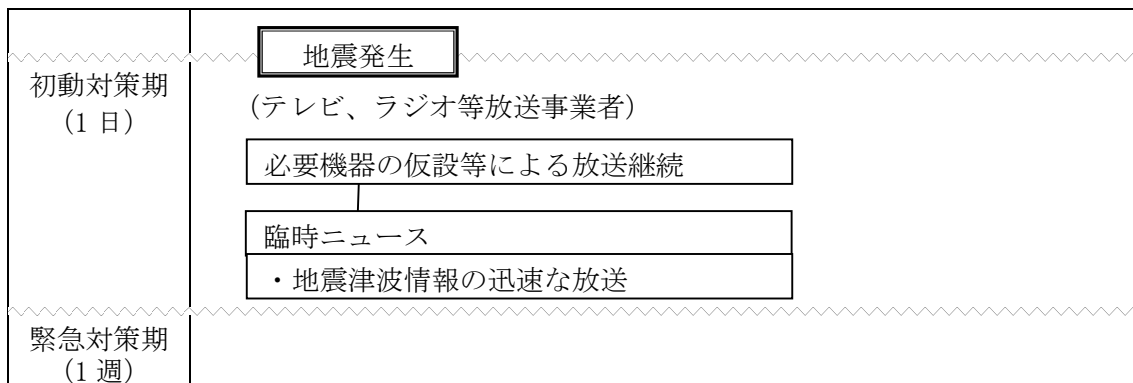 地震発生
初動対策期
（1 日）
（テレビ、ラジオ等放送事業者）
必要機器の仮設等による放送継続
臨時ニュース
・地震津波情報の迅速な放送
緊急対策期
（1 週）